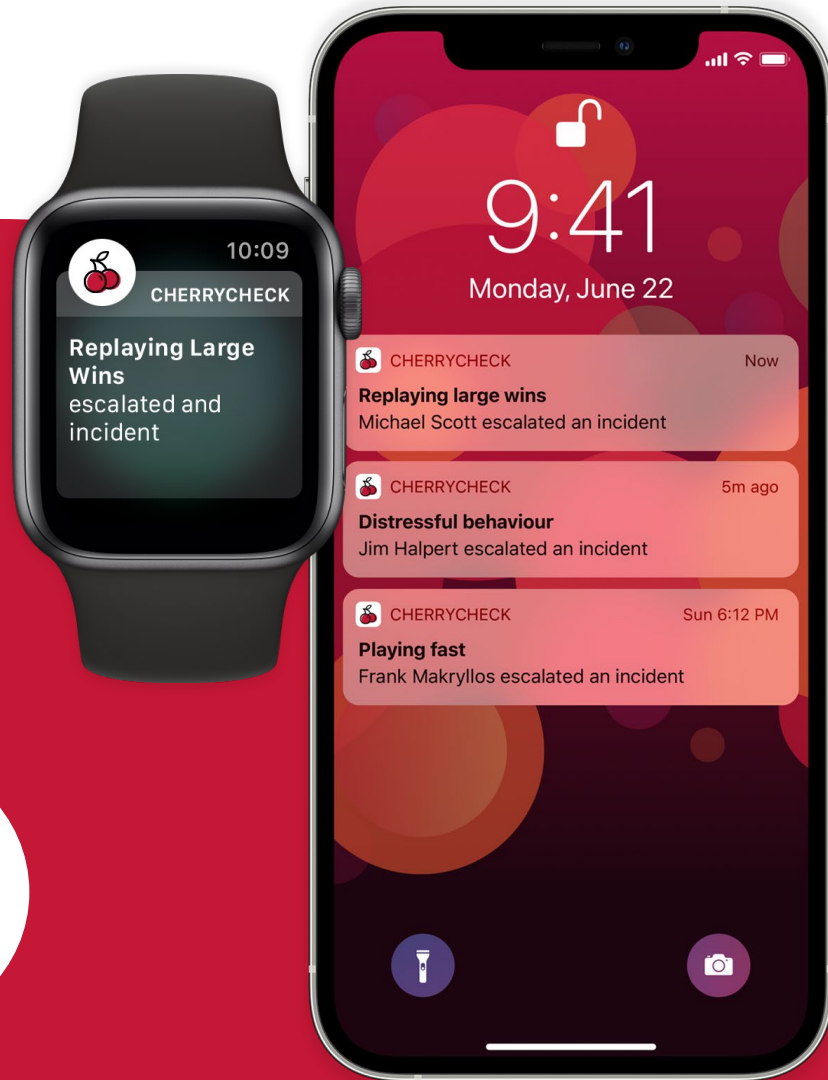 10:09
CHERRYCHECK
Replaying Large
Wins
escalated and
incident
9:41
Monday, June 22
CHERRYCHECK Now
Replaying large wins
Michael Scott escalated an incident
CHERRYCHECK 5m ago
Distressful behaviour
Jim Halpert escalated an incident
CHERRYCHECK Sun 6:12 PM
Playing fast
Frank Makryllos escalated an incident